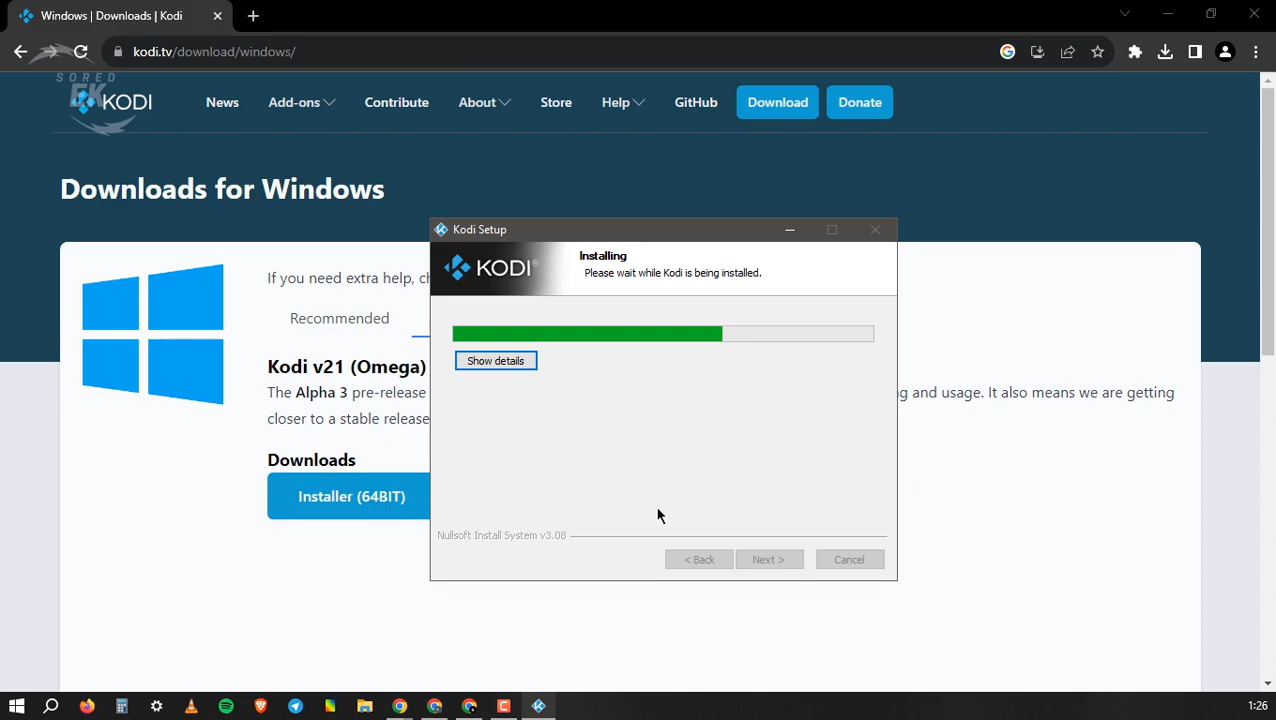 Windows | Downloads | Kodi
kodi.tv/download/windows/
SORED
EK
KODI
News
Add-ons
Contribute
About
Store
Help
GitHub
Download
Donate
Downloads for Windows
If you need extra help, c
Recommended
Kodi v21 (Omega)
The Alpha 3 pre-release
g and usage. It also means we are getting
closer to a stable release
Downloads
Installer (64BIT)
Kodi Setup
KODI®
Installing
Please wait while Kodi is being installed.
Show details
Nullsoft Install System v3.08
< Back
Next >
Cancel
1:26